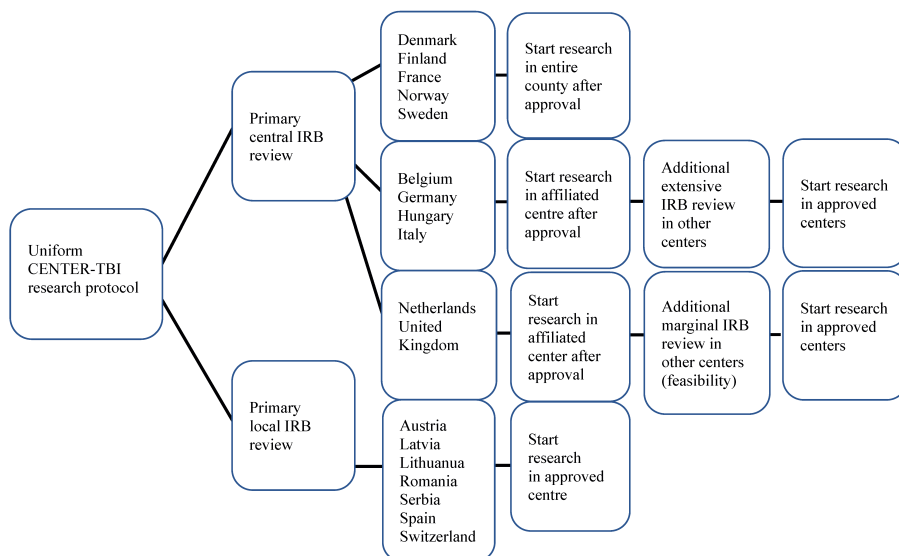 Uniform
CENTER-TBI
research protocol
Primary
central IRB
review
Denmark
Finland
France
Norway
Sweden
Start research
in entire
county after
approval
Belgium
Germany
Hungary
Italy
Start research
in affiliated
centre after
approval
Additional
extensive
IRB review
in other
centers
Start research
in approved
centers
Netherlands
United
Kingdom
Start
research in
affiliated
center after
approval
Additional
marginal IRB
review in
other centers
(feasibility)
Start research
in approved
centers
Primary
local IRB
review
Austria
Latvia
Lithuanua
Romania
Serbia
Spain
Switzerland
Start
research
in approved
centre